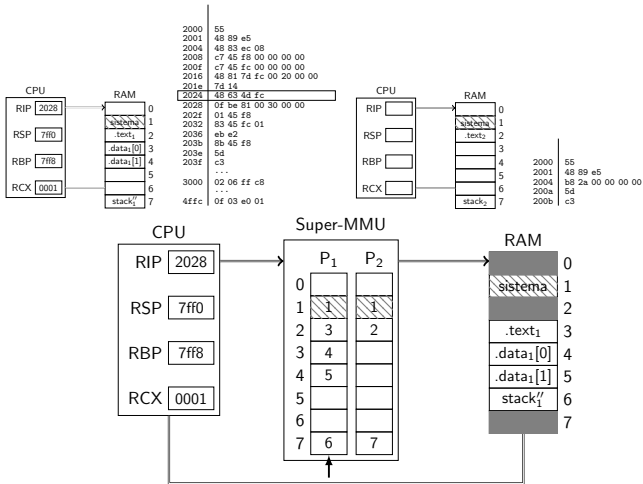 2000 55
2001 48 89 e5
2004 48 83 ec 08
2008 c7 45 f8 00 00 00 00
200f c7 45 fc 00 00 00 00
2016 48 81 7d fc 00 20 00 00
201e 7d 14
2024 48 63 4d fc
2028 0f be 81 00 30 00 00
202f 01 45 f8
2032 83 45 fc 01
2036 eb e2
203b 8b 45 f8
203e 5d
203f c3
...
3000 02 06 ff c8
...
4ffc 0f 03 e0 01
CPU
RIP 2028
RSP 7ff0
RBP 7ff8
RCX 0001
RAM
0
sistema 1
.text₁ 2
.data₁[0] 3
.data₁[1] 4
5
6
stack₁″ 7
CPU
RIP
RSP
RBP
RCX
RAM
0
sistema 1
.text₂ 2
3
4
5
6
stack₂ 7
2000 55
2001 48 89 e5
2004 b8 2a 00 00 00 00
200a 5d
200b c3
CPU
RIP 2028
RSP 7ff0
RBP 7ff8
RCX 0001
Super-MMU
P₁ P₂
0
1 1 1
2 3 2
3 4
4 5
5
6
7 6 7
RAM
0
sistema 1
2
.text₁ 3
.data₁[0] 4
.data₁[1] 5
stack₁″ 6
7